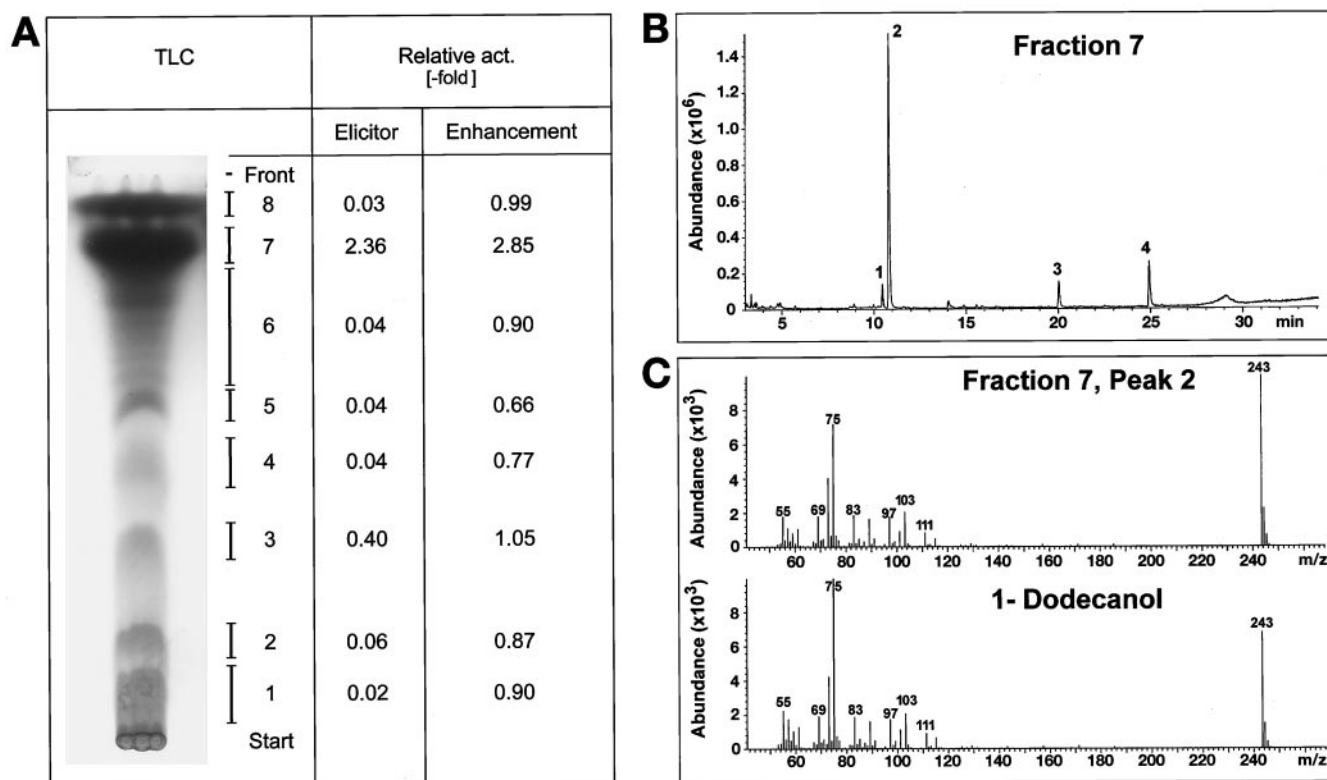 A
TLC
Relative act.
[-fold]
Elicitor Enhancement
- Front
8 0.03 0.99
7 2.36 2.85
6 0.04 0.90
5 0.04 0.66
4 0.04 0.77
3 0.40 1.05
2 0.06 0.87
1 0.02 0.90
Start
B
Fraction 7
Abundance (x10⁶)
1.4
1.2
1.0
0.8
0.6
0.4
0.2
0
1
2
3
4
5 10 15 20 25 30 min
C
Fraction 7, Peak 2
Abundance (x10³)
8
6
4
2
0
55 69 75 83 97 103 111 243
60 80 100 120 140 160 180 200 220 240 m/z
1- Dodecanol
Abundance (x10³)
8
6
4
2
0
55 69 75 83 97 103 111 243
60 80 100 120 140 160 180 200 220 240 m/z